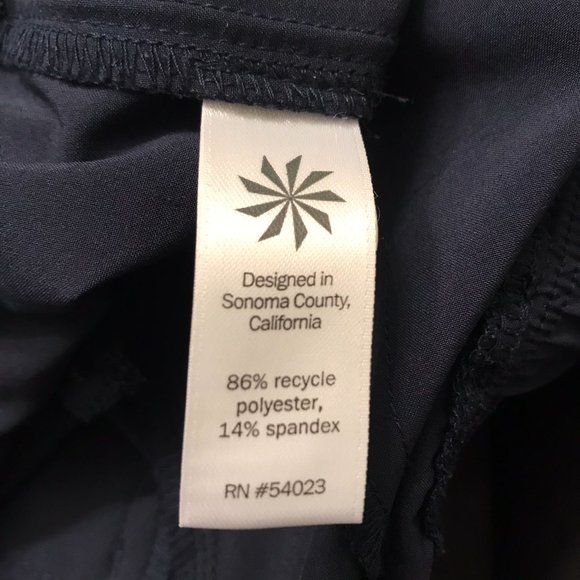 Designed in
Sonoma County,
California
86% recycle
polyester,
14% spandex
RN #54023